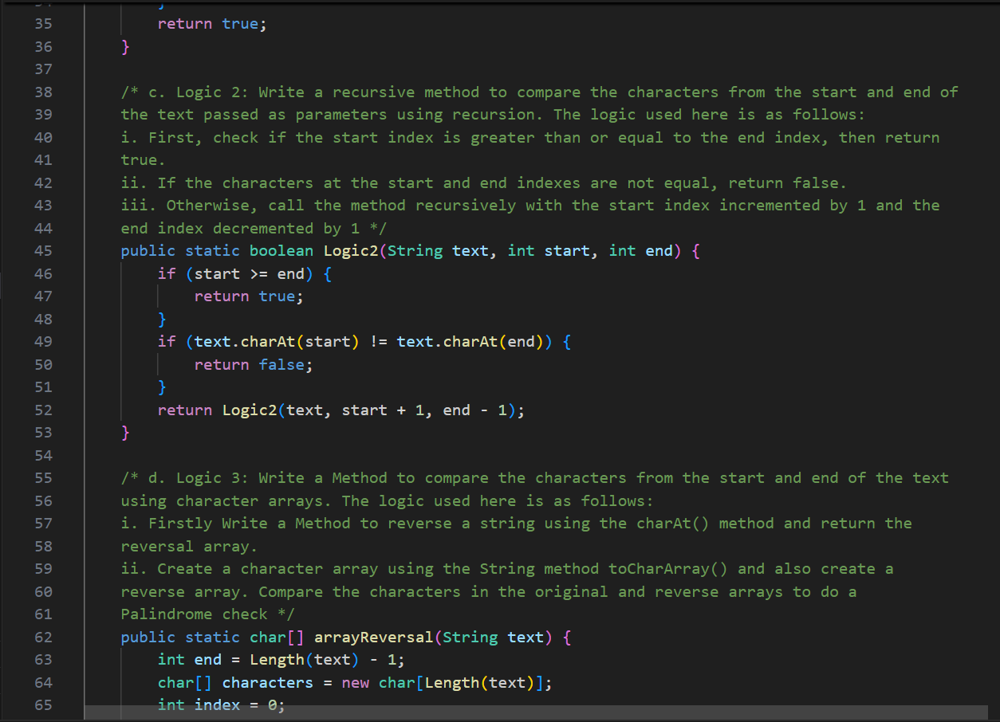 34 }
35 return true;
36 }
37
38 /* c. Logic 2: Write a recursive method to compare the characters from the start and end of
39 the text passed as parameters using recursion. The logic used here is as follows:
40 i. First, check if the start index is greater than or equal to the end index, then return
41 true.
42 ii. If the characters at the start and end indexes are not equal, return false.
43 iii. Otherwise, call the method recursively with the start index incremented by 1 and the
44 end index decremented by 1 */
45 public static boolean Logic2(String text, int start, int end) {
46 if (start >= end) {
47 return true;
48 }
49 if (text.charAt(start) != text.charAt(end)) {
50 return false;
51 }
52 return Logic2(text, start + 1, end - 1);
53 }
54
55 /* d. Logic 3: Write a Method to compare the characters from the start and end of the text
56 using character arrays. The logic used here is as follows:
57 i. Firstly Write a Method to reverse a string using the charAt() method and return the
58 reversal array.
59 ii. Create a character array using the String method toCharArray() and also create a
60 reverse array. Compare the characters in the original and reverse arrays to do a
61 Palindrome check */
62 public static char[] arrayReversal(String text) {
63 int end = Length(text) - 1;
64 char[] characters = new char[Length(text)];
65 int index = 0;